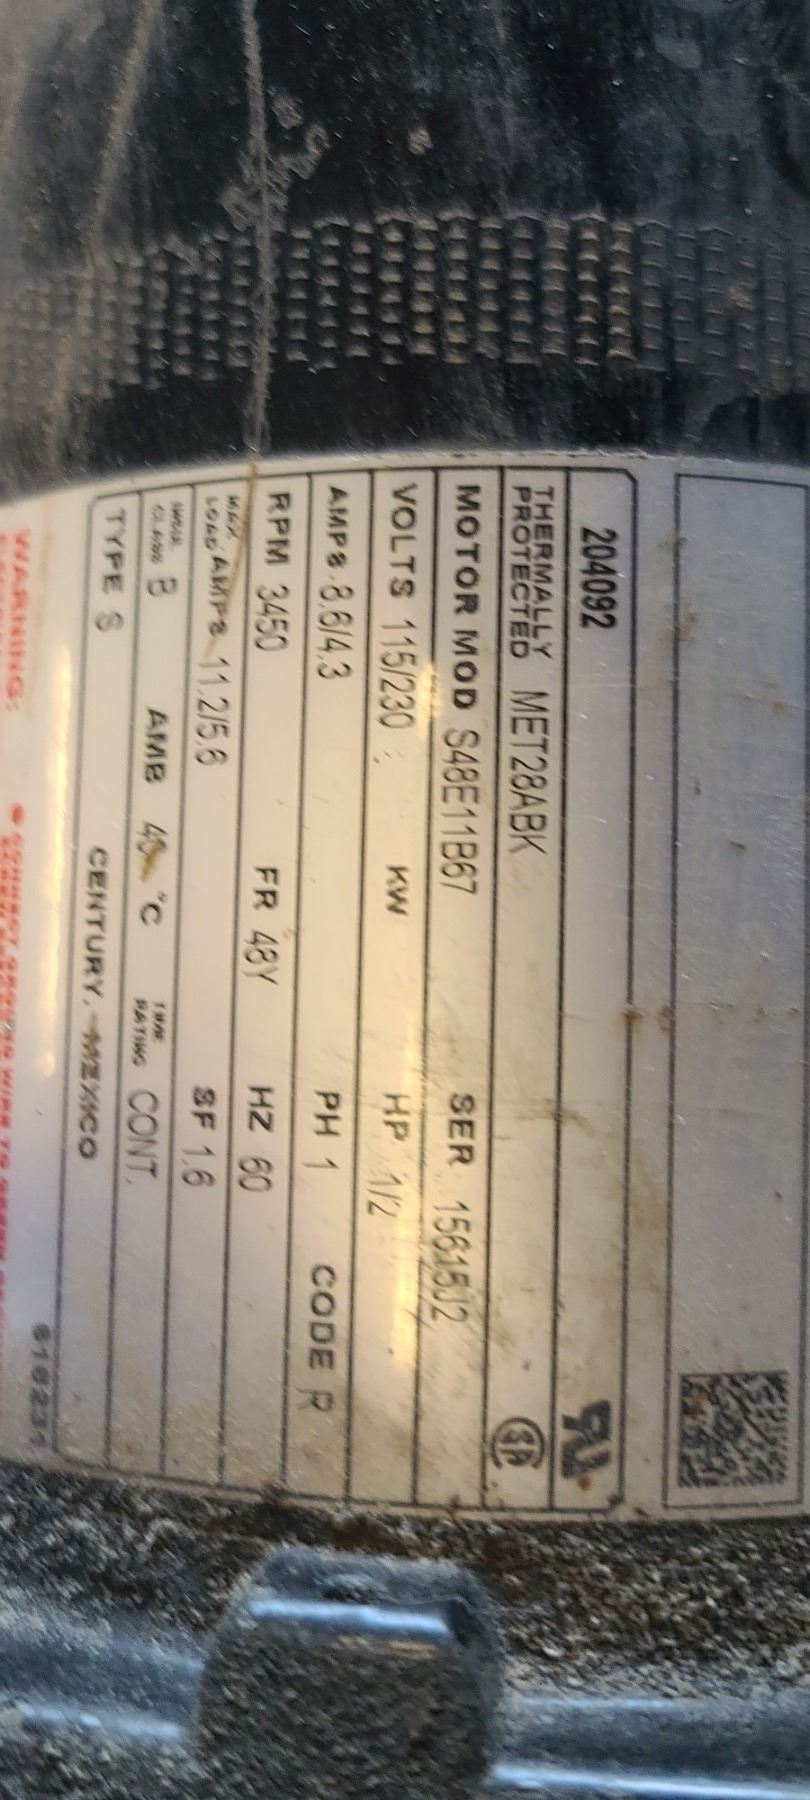 204092
THERMALLY PROTECTED MET28ABK
MOTOR MOD S48E11B67 SER 15615J2
VOLTS 115/230 KW HP 1/2
AMPS 8.6/4.3 PH 1 CODE R
RPM 3450 FR 48Y HZ 60
MAX. LOAD AMPS 11.2/5.6 SF 1.6
INSUL CLASS B AMB °C TIME RATING CONT.
TYPE S CENTURY, MEXICO
616231
WARNING: